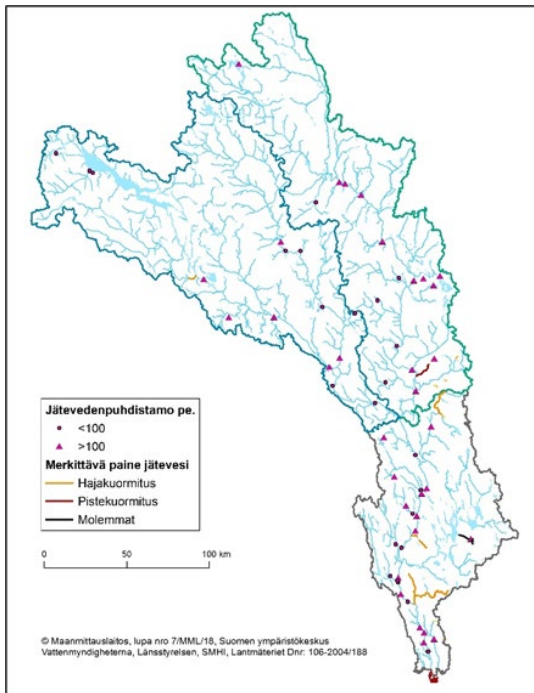 Jätevedenpuhdistamo pe.
<100
>100
Merkittävä paine jätevesi
Hajakuormitus
Pistekuormitus
Molemmat
0 50 100 km
© Maanmittauslaitos, lupa nro 7/MML/18, Suomen ympäristökeskus
Vattenmyndigheterna, Länsstyrelsen, SMHI, Lantmäteriet Dnr: 106-2004/188